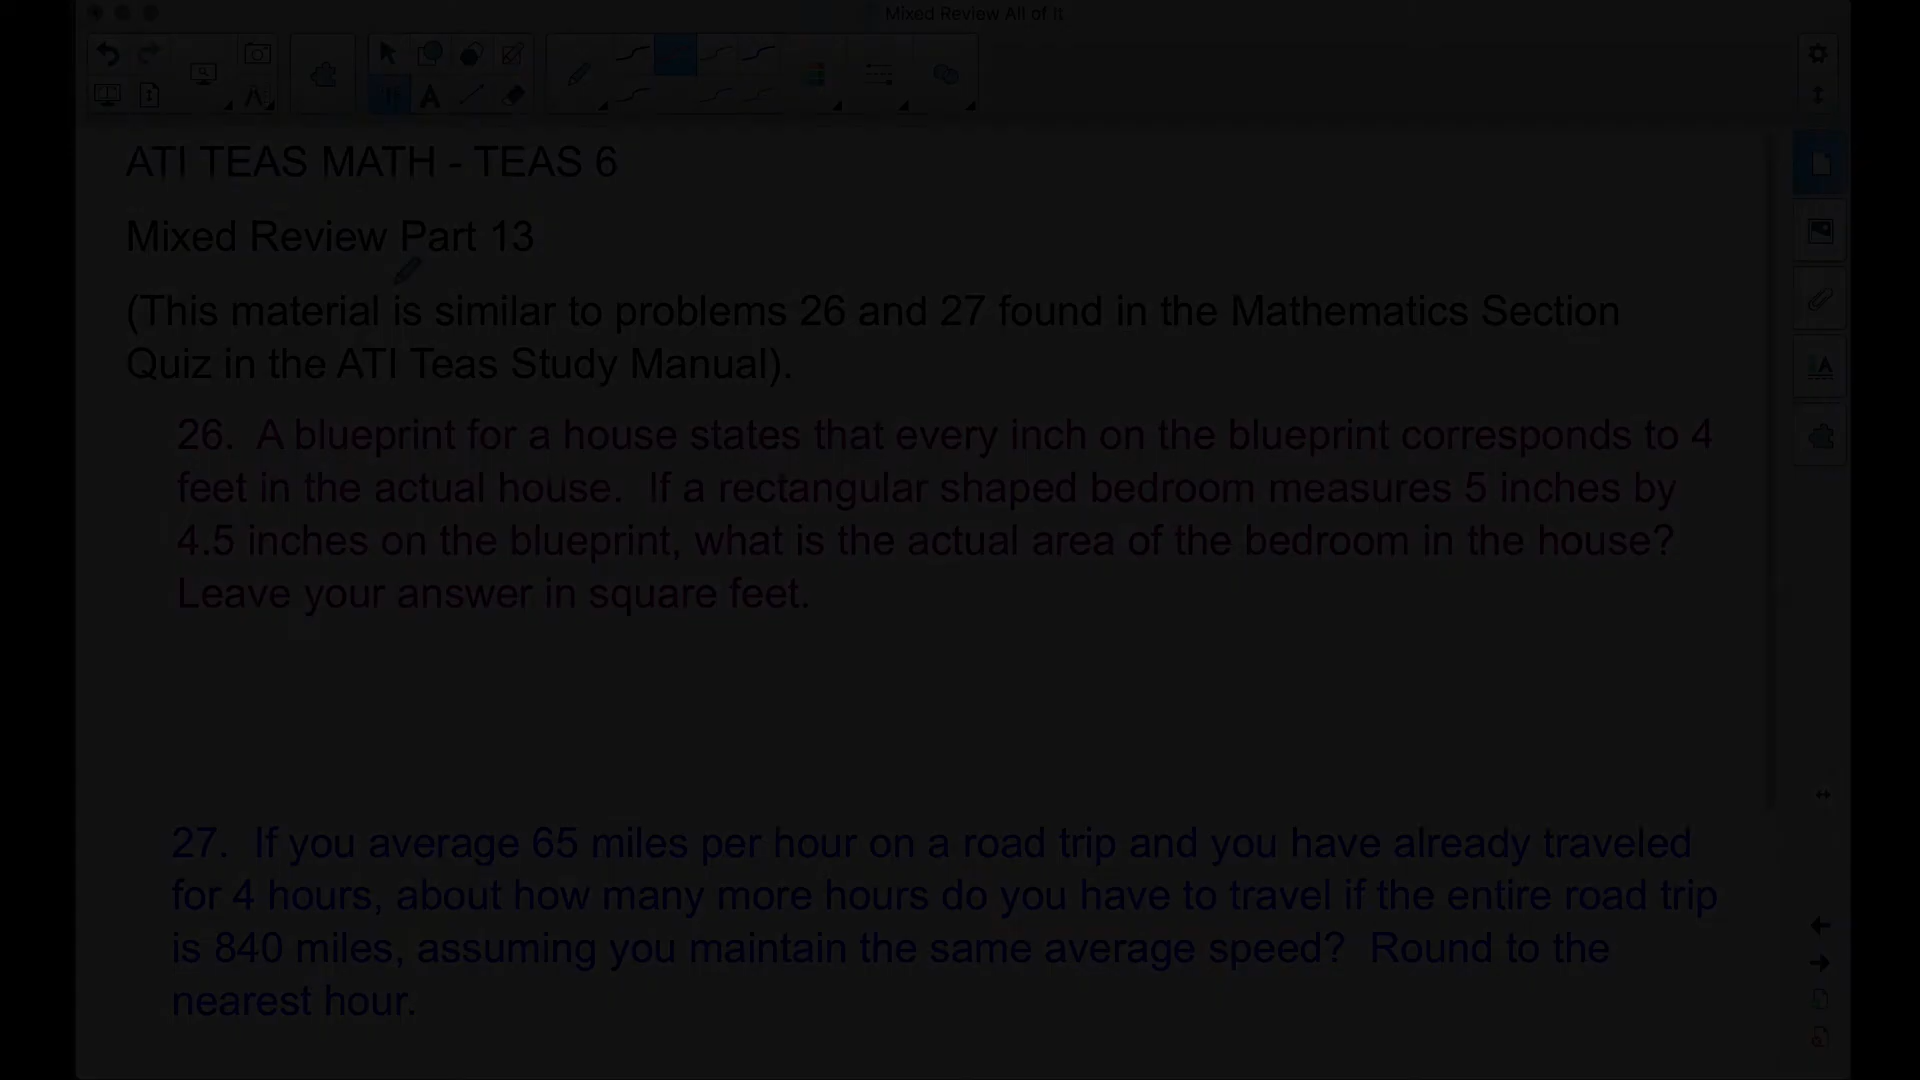 Mixed Review All of It
ATI TEAS MATH - TEAS 6
Mixed Review Part 13
(This material is similar to problems 26 and 27 found in the Mathematics Section
Quiz in the ATI Teas Study Manual).
26.  A blueprint for a house states that every inch on the blueprint corresponds to 4
feet in the actual house.  If a rectangular shaped bedroom measures 5 inches by
4.5 inches on the blueprint, what is the actual area of the bedroom in the house?
Leave your answer in square feet.
27.  If you average 65 miles per hour on a road trip and you have already traveled
for 4 hours, about how many more hours do you have to travel if the entire road trip
is 840 miles, assuming you maintain the same average speed?  Round to the
nearest hour.